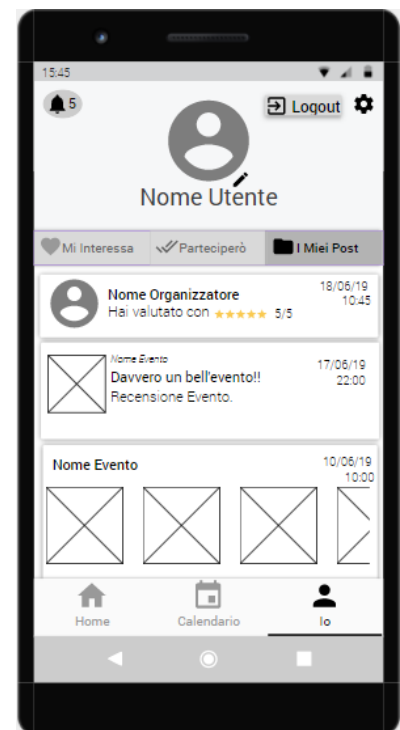 15:45
5
Logout
Nome Utente
Mi Interessa
Parteciperò
I Miei Post
Nome Organizzatore
18/06/19
10:45
Hai valutato con ★★★★★ 5/5
Nome Evento
17/06/19
Davvero un bell'evento!!
22:00
Recensione Evento.
Nome Evento
10/06/19
10:00
Home
Calendario
Io